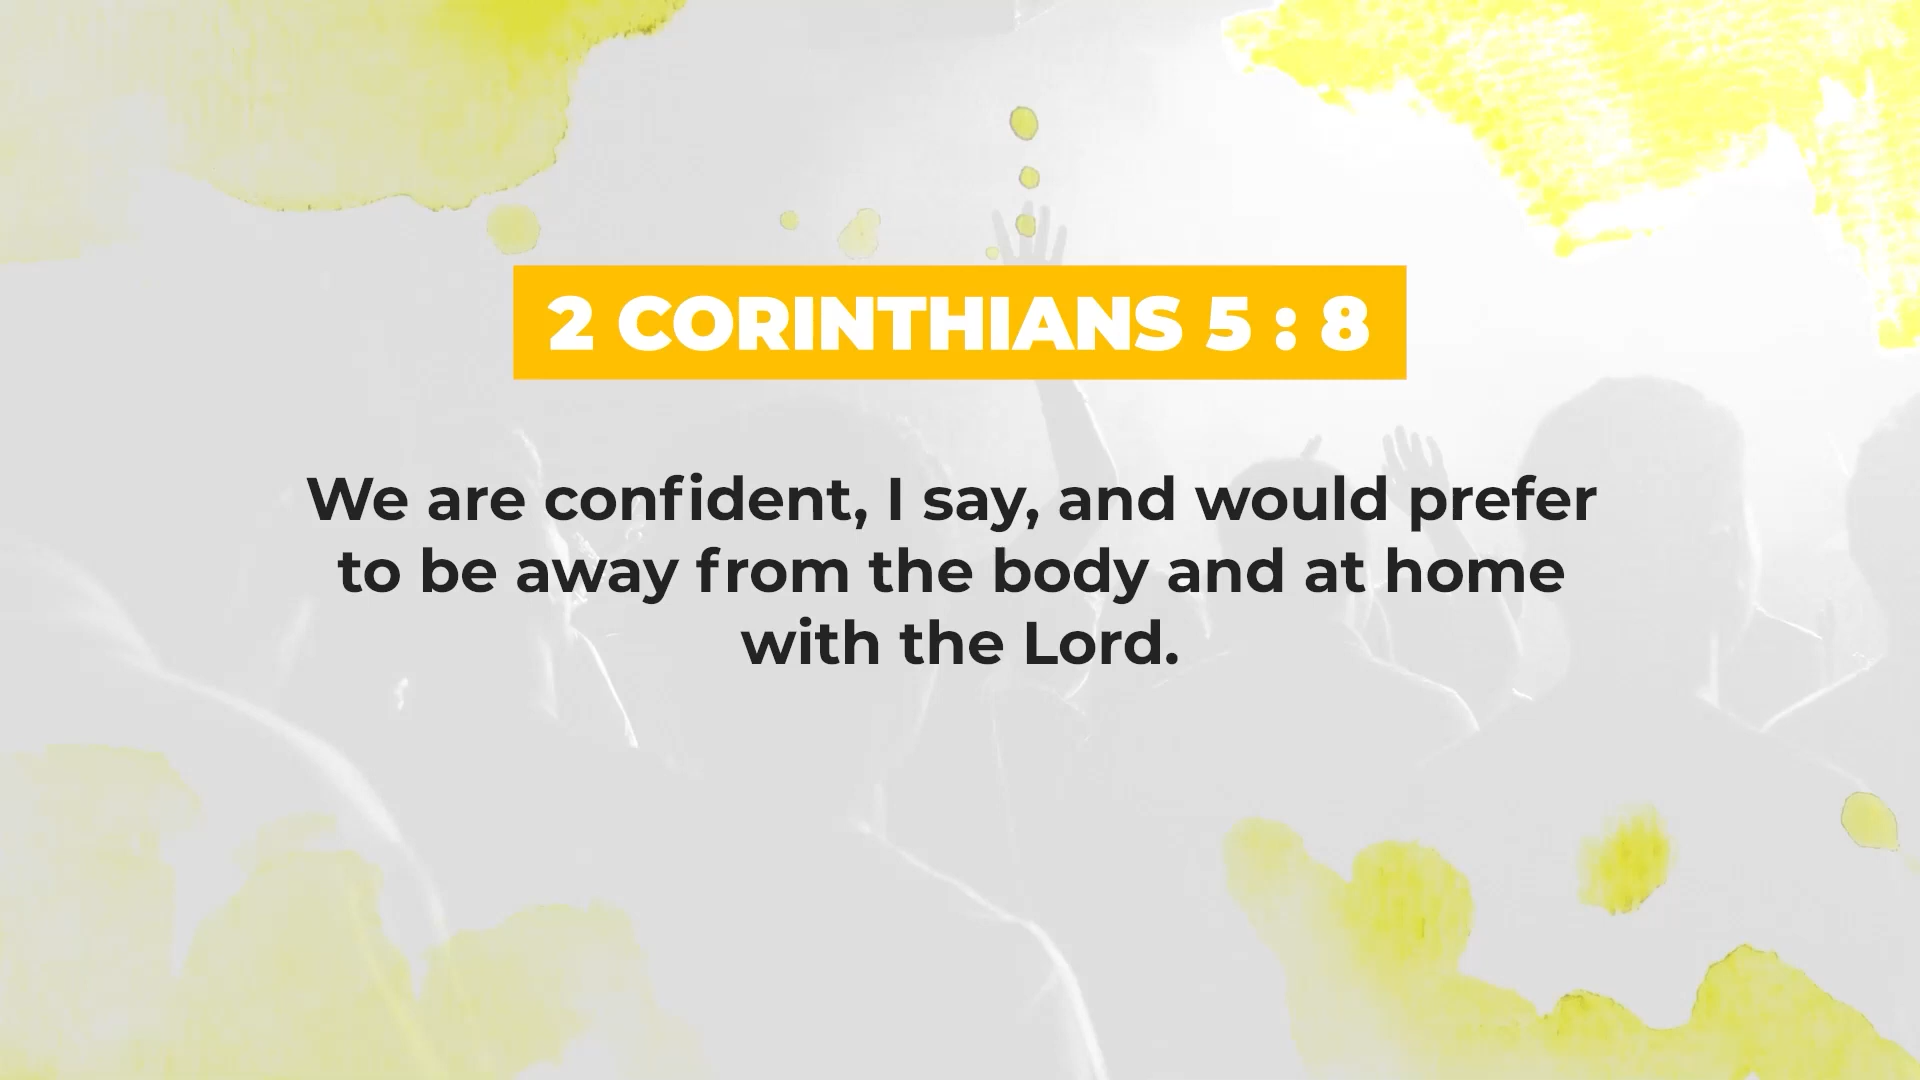 2 CORINTHIANS 5 : 8
We are confident, I say, and would prefer
to be away from the body and at home
with the Lord.